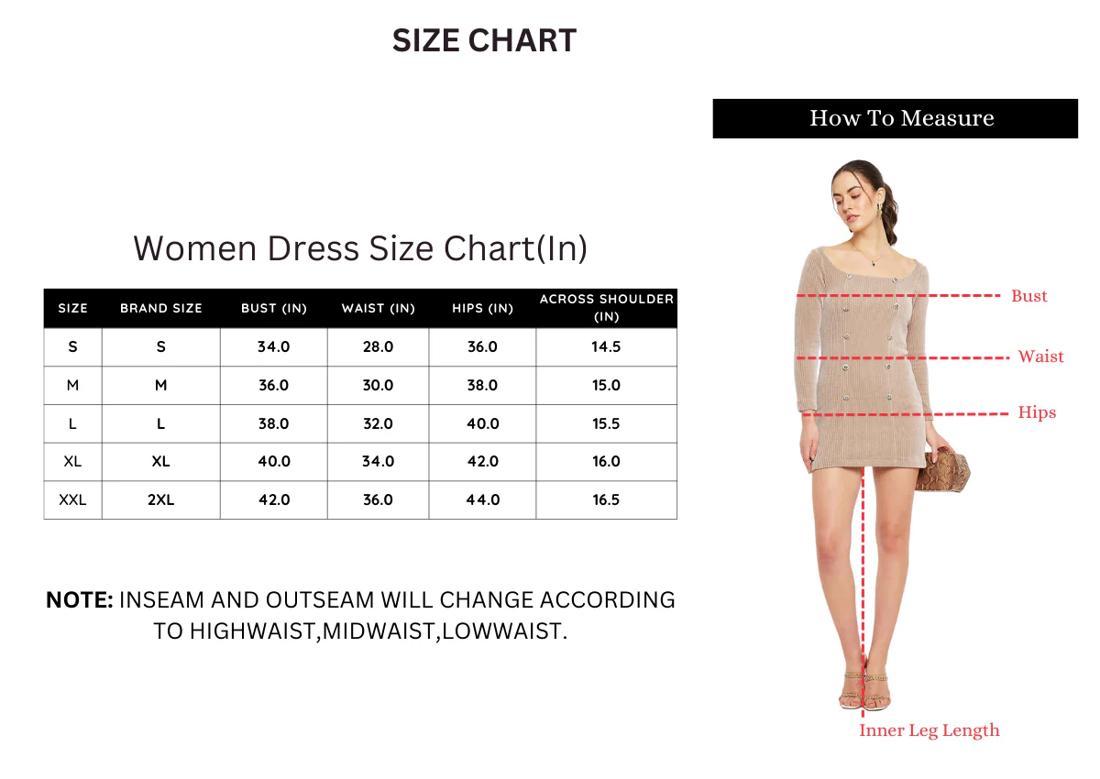 SIZE CHART
How To Measure
Women Dress Size Chart(In)
SIZE BRAND SIZE BUST (IN) WAIST (IN) HIPS (IN) ACROSS SHOULDER (IN)
S S 34.0 28.0 36.0 14.5
M M 36.0 30.0 38.0 15.0
L L 38.0 32.0 40.0 15.5
XL XL 40.0 34.0 42.0 16.0
XXL 2XL 42.0 36.0 44.0 16.5
NOTE: INSEAM AND OUTSEAM WILL CHANGE ACCORDING
TO HIGHWAIST,MIDWAIST,LOWWAIST.
Bust
Waist
Hips
Inner Leg Length